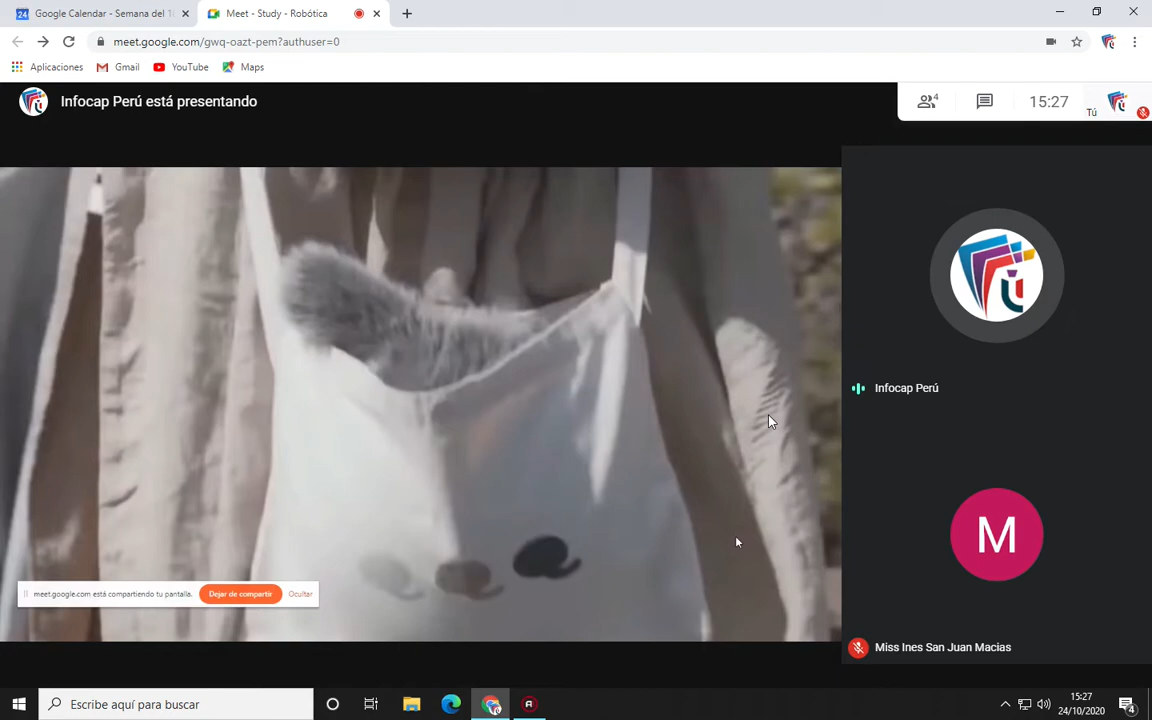 Google Calendar - Semana del 1
Meet - Study - Robótica
meet.google.com/gwq-oazt-pem?authuser=0
Aplicaciones
Gmail
YouTube
Maps
Infocap Perú está presentando
4
15:27
Tú
Infocap Perú
M
meet.google.com está compartiendo tu pantalla.
Dejar de compartir
Ocultar
Miss Ines San Juan Macias
Escribe aquí para buscar
15:27
24/10/2020
4